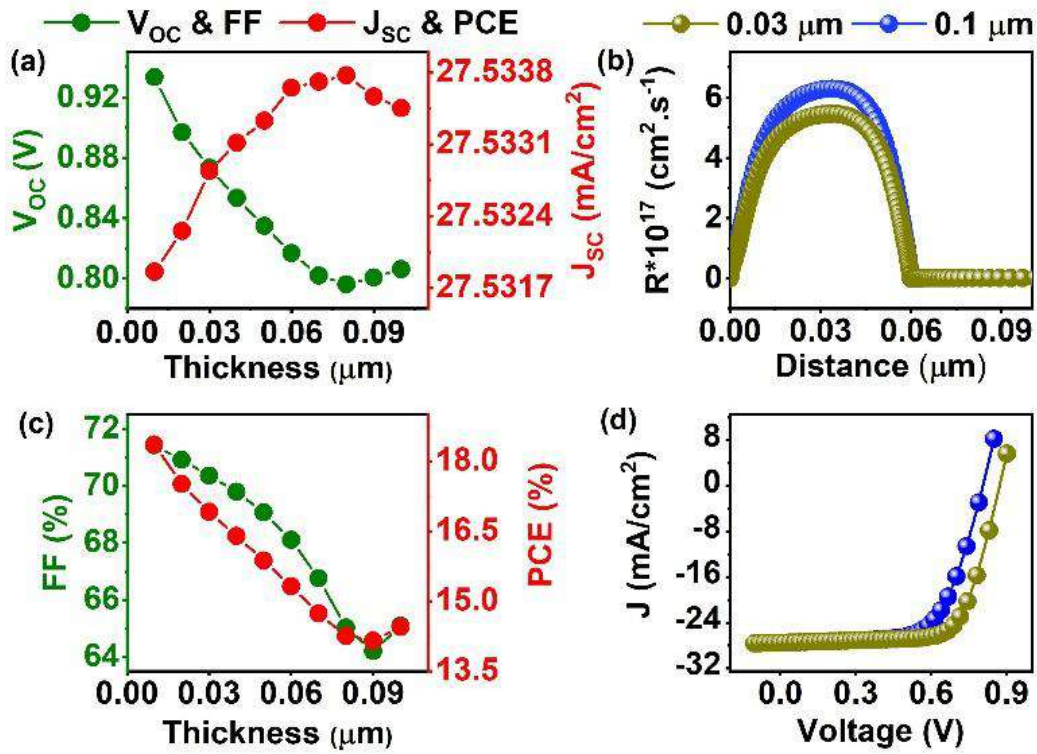 V_OC & FF J_SC & PCE
0.03 μm 0.1 μm
(a)
V_OC (V)
0.92
0.88
0.84
0.80
27.5338
27.5331
27.5324
27.5317
J_SC (mA/cm²)
0.00 0.03 0.06 0.09
Thickness (μm)
(b)
R*10¹⁷ (cm².s⁻¹)
6
4
2
0
0.00 0.03 0.06 0.09
Distance (μm)
(c)
FF (%)
72
70
68
66
64
18.0
16.5
15.0
13.5
PCE (%)
0.00 0.03 0.06 0.09
Thickness (μm)
(d)
J (mA/cm²)
8
0
-8
-16
-24
-32
0.0 0.3 0.6 0.9
Voltage (V)